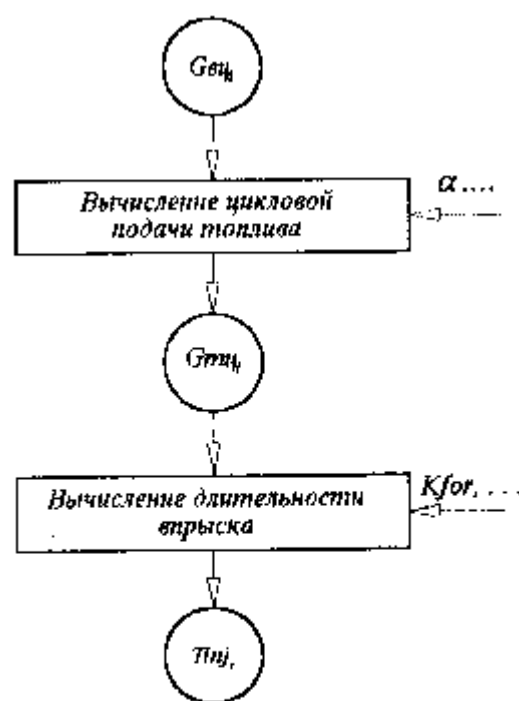 Gвц
Вычисление цикловой
подачи топлива
α....
Gтц
Вычисление длительности
впрыска
Kfor, ...
Tinj